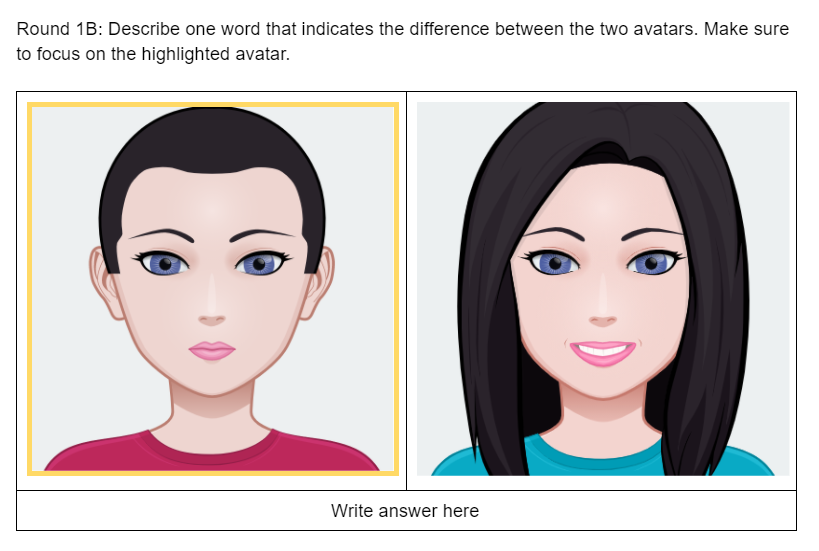 Round 1B: Describe one word that indicates the difference between the two avatars. Make sure
to focus on the highlighted avatar.
Write answer here